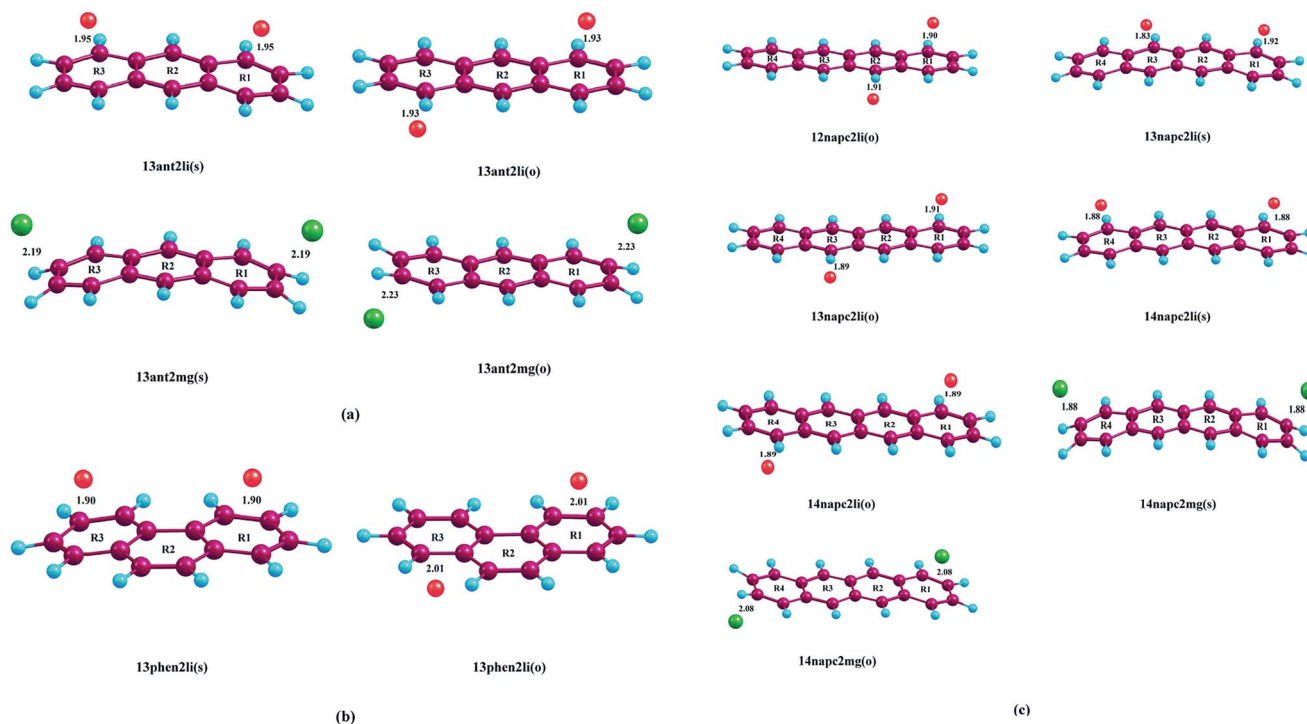 1.95
1.95
R3
R2
R1
13ant2li(s)
1.93
R3
R2
R1
1.93
13ant2li(o)
2.19
2.19
R3
R2
R1
13ant2mg(s)
2.23
R3
R2
R1
2.23
13ant2mg(o)
(a)
1.90
1.90
R3
R2
R1
13phen2li(s)
2.01
R3
R2
R1
2.01
13phen2li(o)
(b)
1.90
R4
R3
R2
R1
1.91
12napc2li(o)
1.83
1.92
R4
R3
R2
R1
13napc2li(s)
1.91
R4
R3
R2
R1
1.89
13napc2li(o)
1.88
1.88
R4
R3
R2
R1
14napc2li(s)
1.89
R4
R3
R2
R1
1.89
14napc2li(o)
1.88
1.88
R4
R3
R2
R1
14napc2mg(s)
2.08
R4
R3
R2
R1
2.08
14napc2mg(o)
(c)